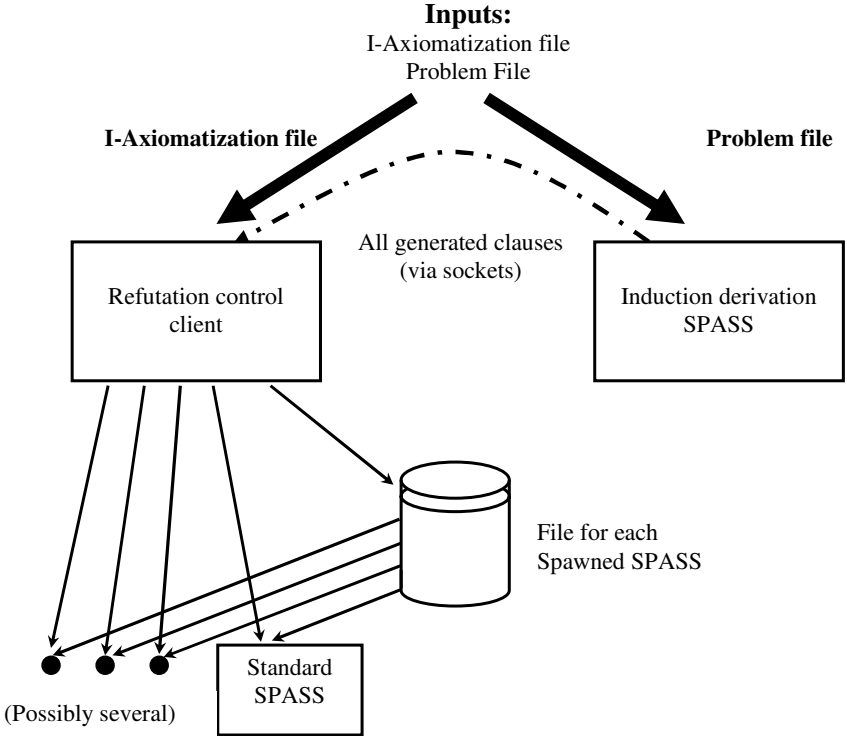 Inputs:
I-Axiomatization file
Problem File
I-Axiomatization file
Problem file
All generated clauses
(via sockets)
Refutation control
client
Induction derivation
SPASS
File for each
Spawned SPASS
Standard
SPASS
(Possibly several)